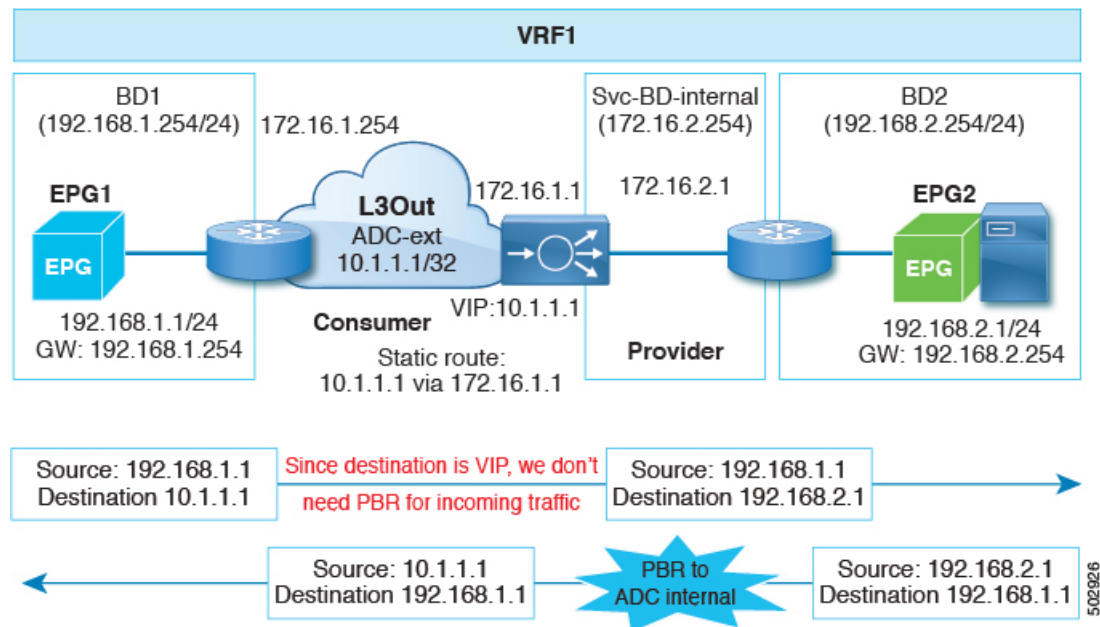 VRF1
BD1
(192.168.1.254/24)
172.16.1.254
Svc-BD-internal
(172.16.2.254)
BD2
(192.168.2.254/24)
EPG1
EPG
192.168.1.1/24
GW: 192.168.1.254
L3Out
ADC-ext
10.1.1.1/32
172.16.1.1
VIP:10.1.1.1
Consumer
Static route:
10.1.1.1 via 172.16.1.1
172.16.2.1
Provider
EPG2
EPG
192.168.2.1/24
GW: 192.168.2.254
Source: 192.168.1.1
Destination 10.1.1.1
Since destination is VIP, we don't
need PBR for incoming traffic
Source: 192.168.1.1
Destination 192.168.2.1
Source: 10.1.1.1
Destination 192.168.1.1
PBR to
ADC internal
Source: 192.168.2.1
Destination 192.168.1.1
502926